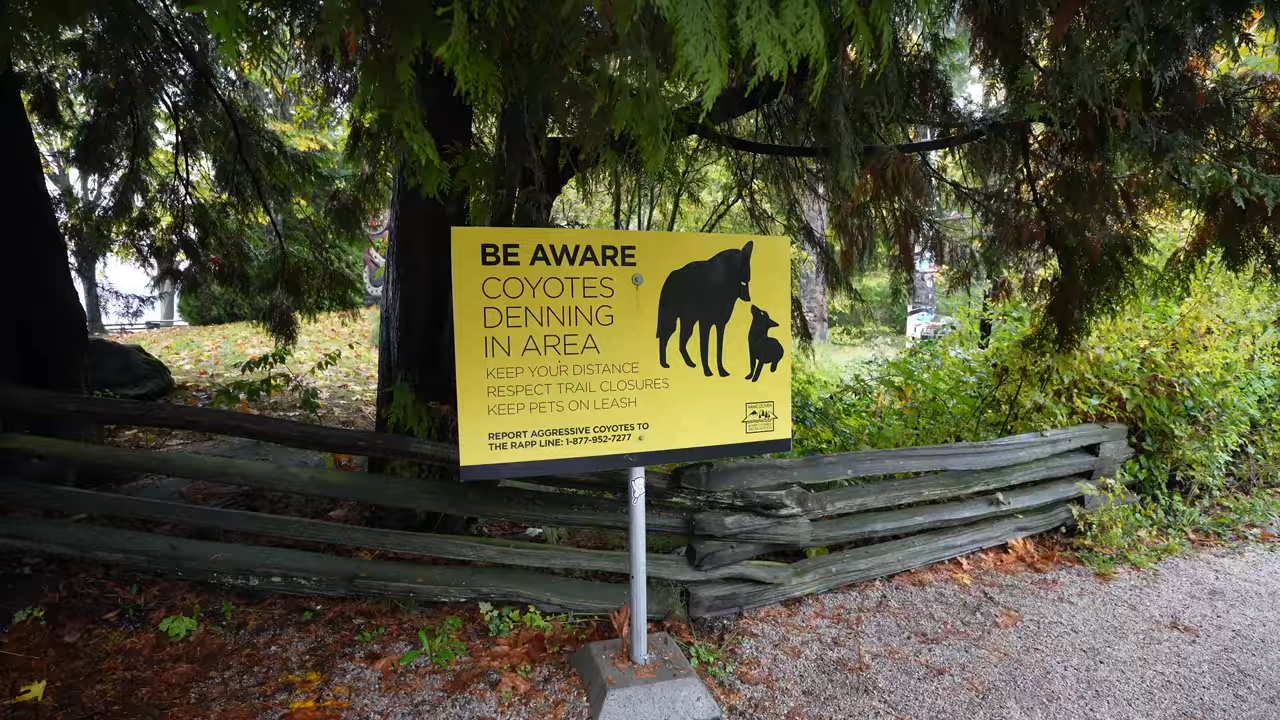 BE AWARE
COYOTES
DENNING
IN AREA
KEEP YOUR DISTANCE
RESPECT TRAIL CLOSURES
KEEP PETS ON LEASH
REPORT AGGRESSIVE COYOTES TO
THE RAPP LINE: 1-877-952-7277
VANCOUVER